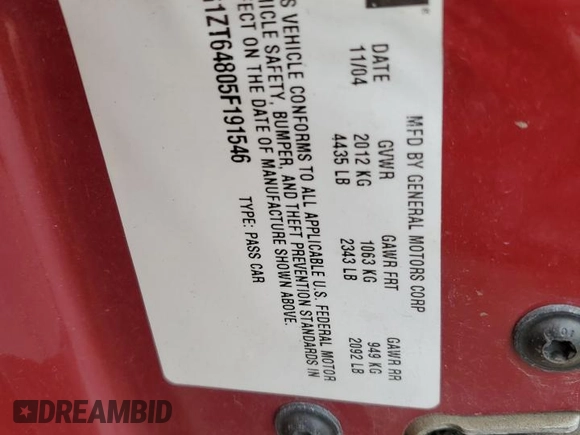 MFD BY GENERAL MOTORS CORP
DATE GVWR GAWR FRT GAWR RR
11/04 2012 KG 1063 KG 949 KG
4435 LB 2343 LB 2092 LB
S VEHICLE CONFORMS TO ALL APPLICABLE U.S. FEDERAL MOTOR
HICLE SAFETY, BUMPER, AND THEFT PREVENTION STANDARDS IN
FECT ON THE DATE OF MANUFACTURE SHOWN ABOVE.
1ZT64805F191546 TYPE: PASS CAR
DREAMBID